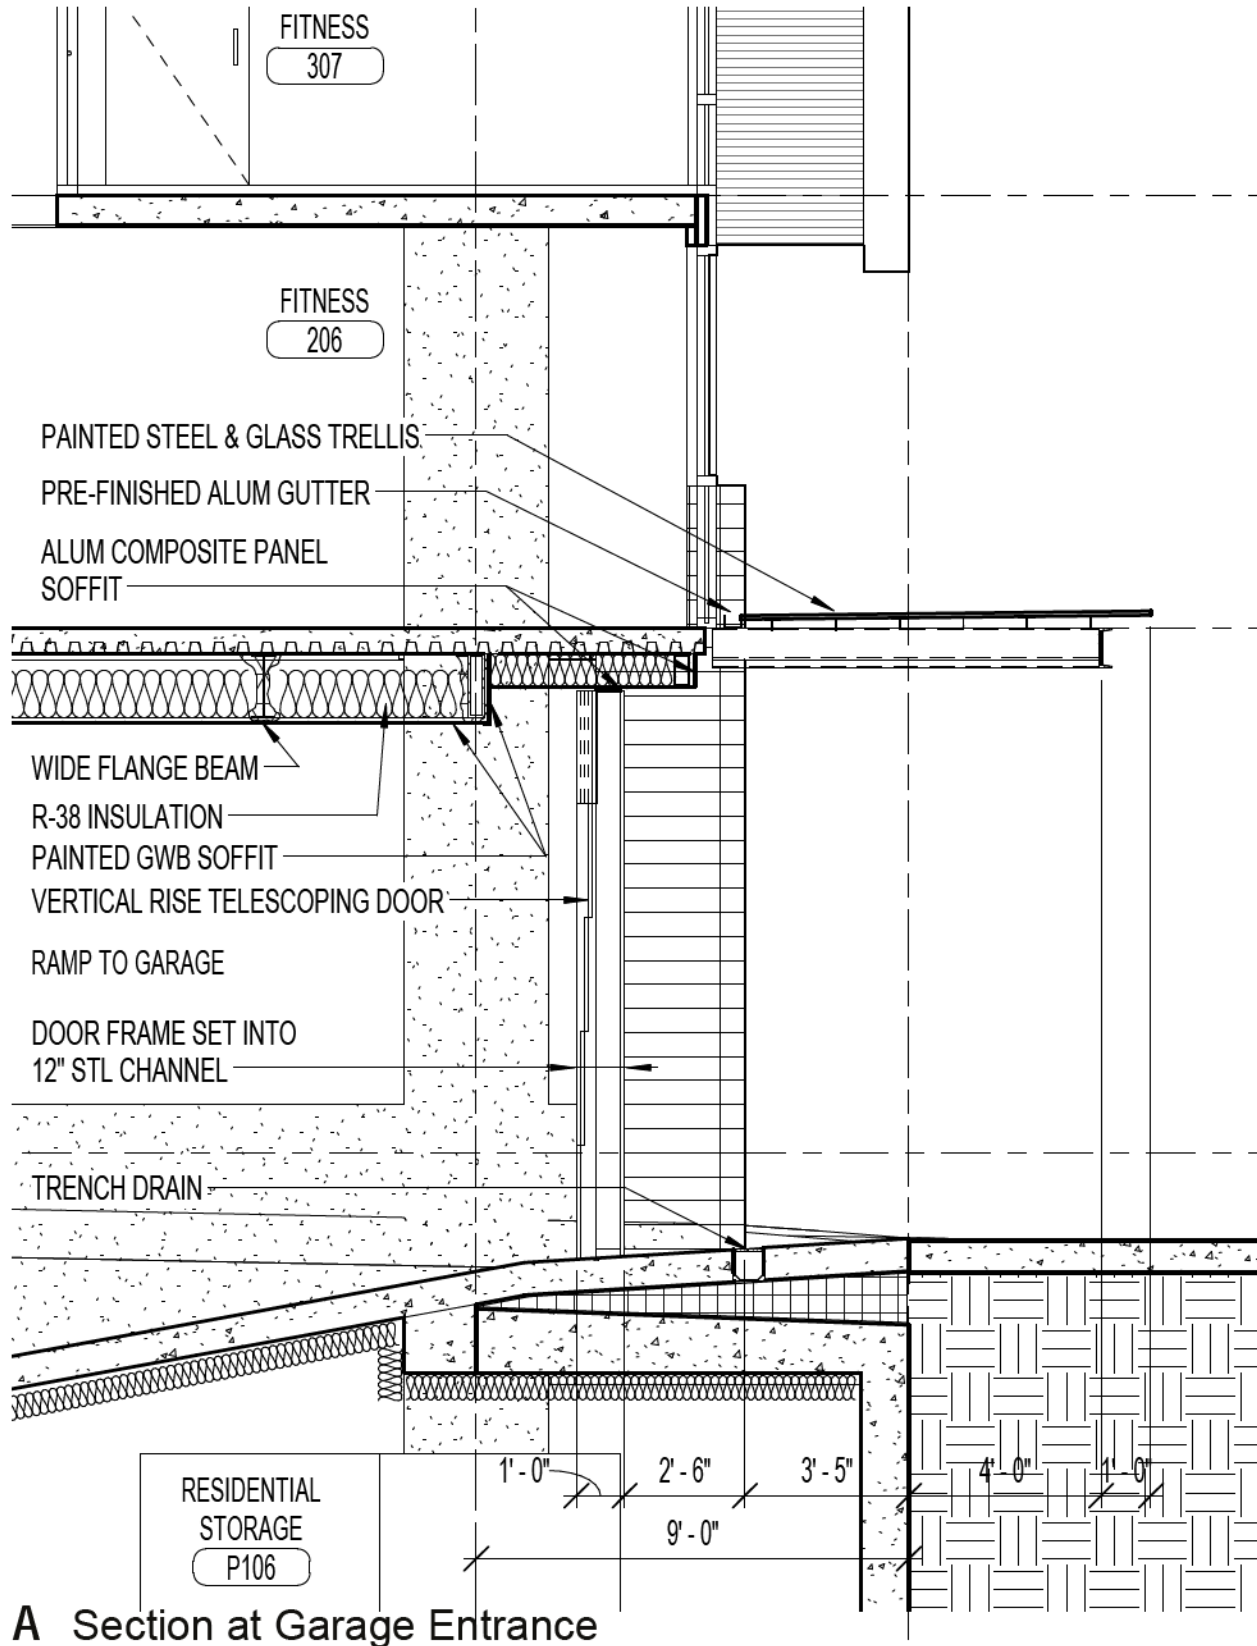 FITNESS
307
FITNESS
206
PAINTED STEEL & GLASS TRELLIS
PRE-FINISHED ALUM GUTTER
ALUM COMPOSITE PANEL
SOFFIT
WIDE FLANGE BEAM
R-38 INSULATION
PAINTED GWB SOFFIT
VERTICAL RISE TELESCOPING DOOR
RAMP TO GARAGE
DOOR FRAME SET INTO
12" STL CHANNEL
TRENCH DRAIN
1' - 0"
2' - 6"
3' - 5"
4' - 0"
1' - 0"
9' - 0"
RESIDENTIAL
STORAGE
P106
A Section at Garage Entrance